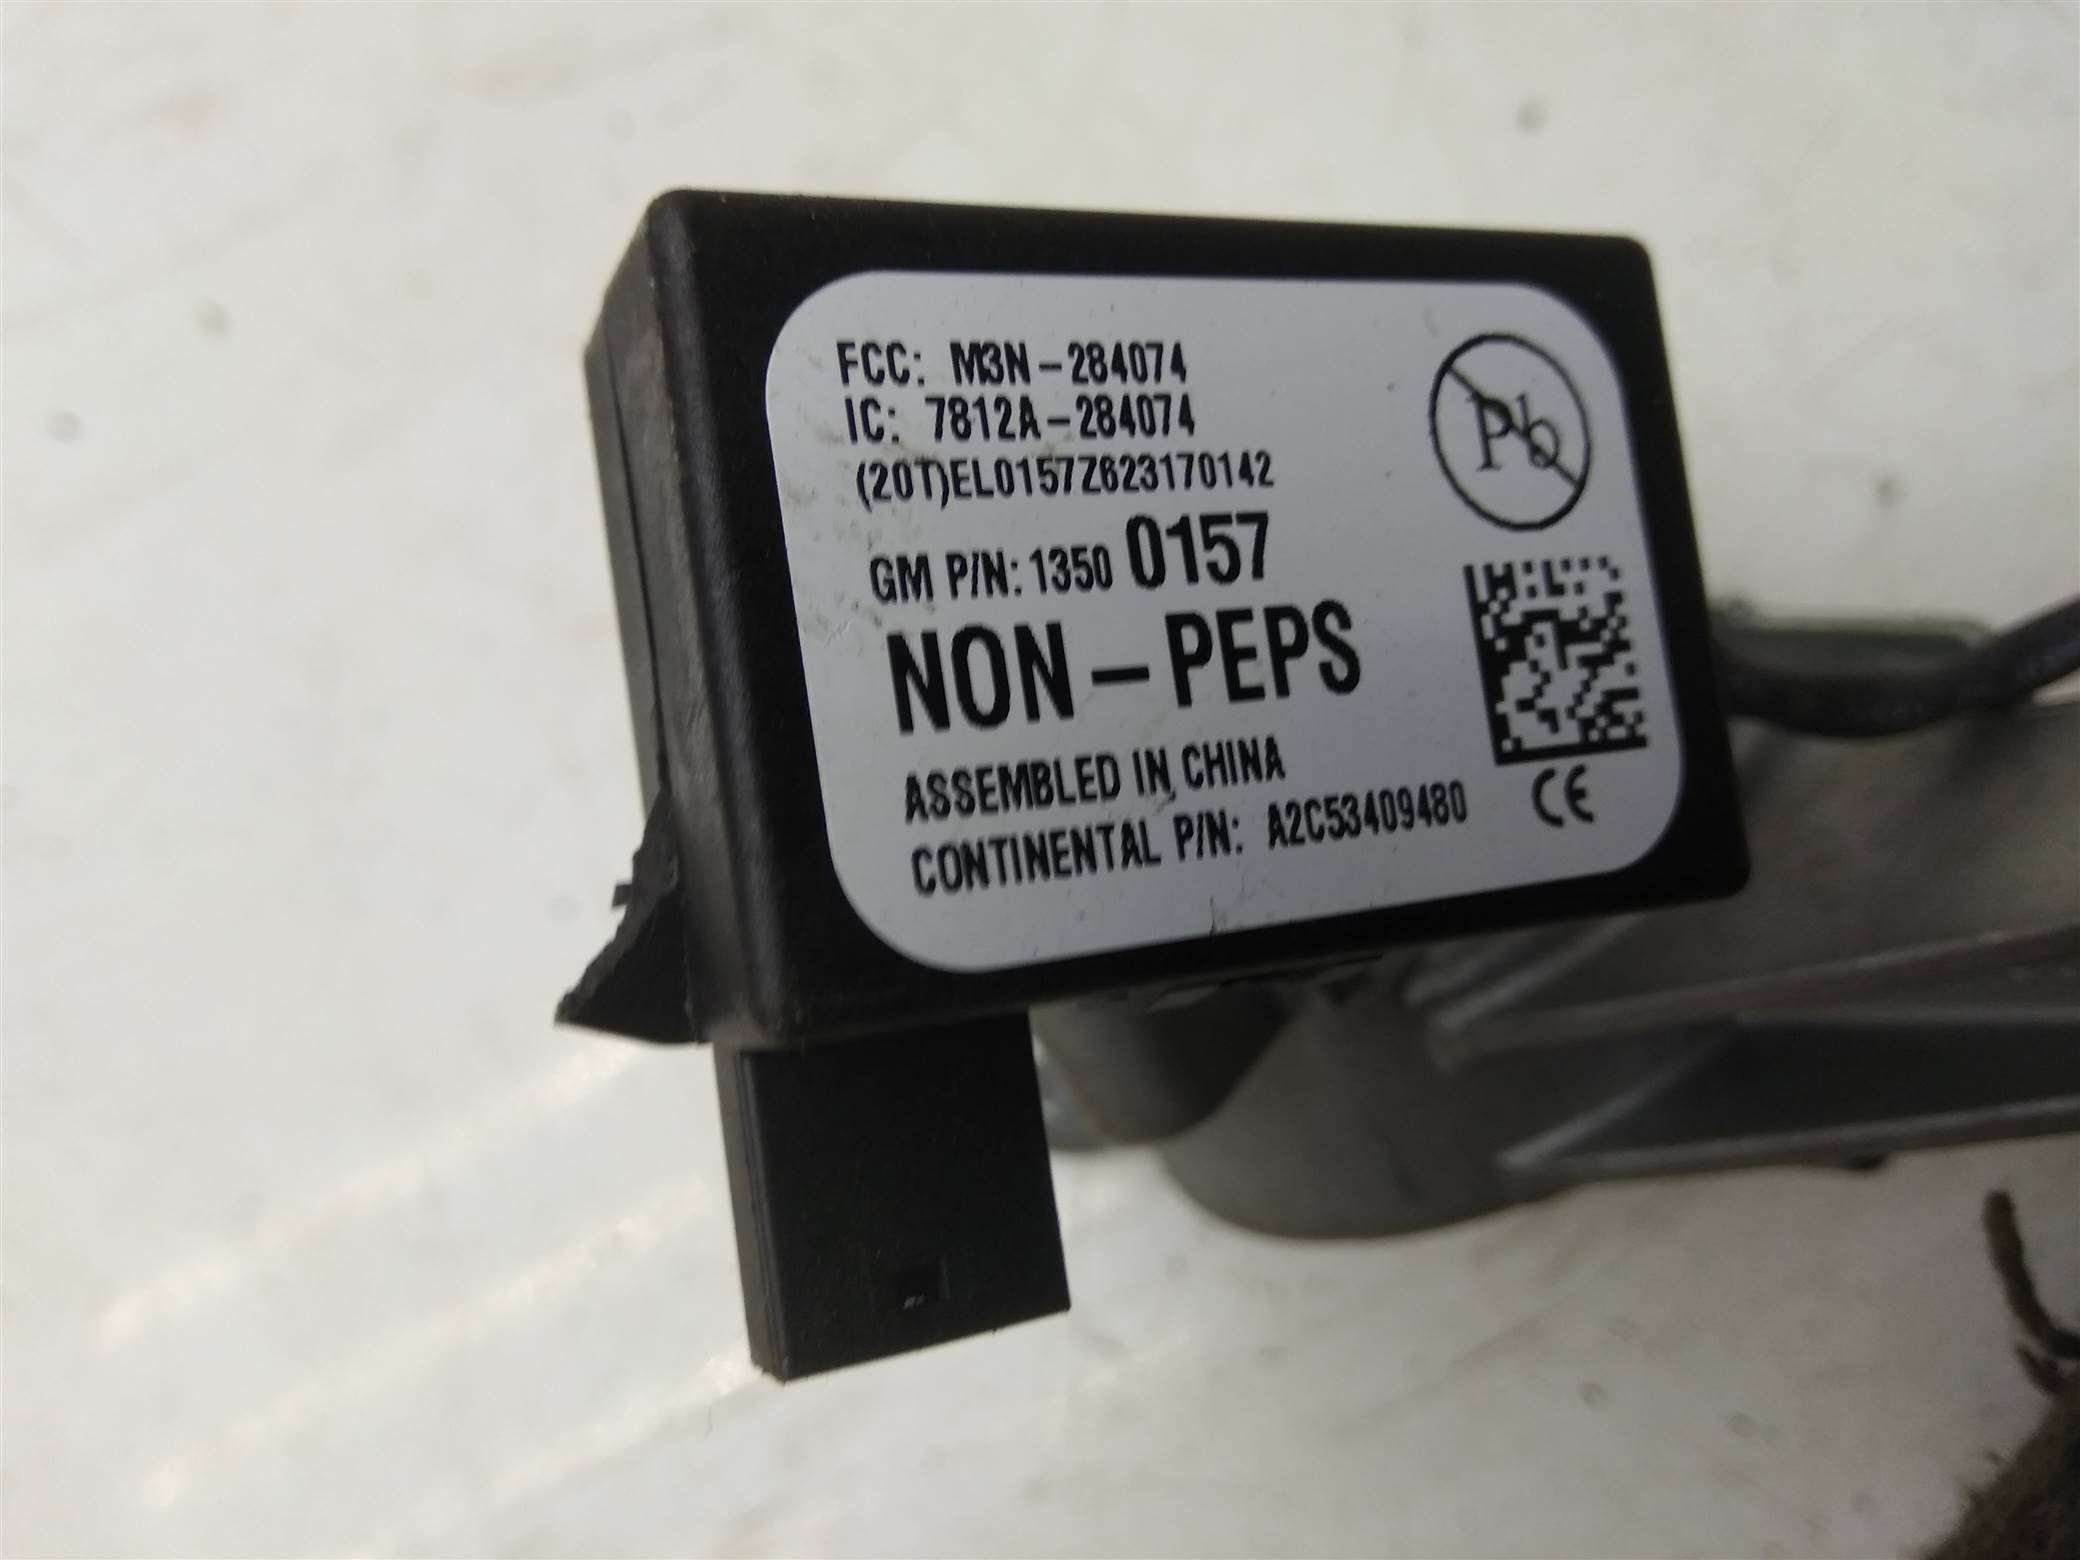 FCC: M3N-284074
IC: 7812A-284074
(20T)EL0157Z623170142
GM P/N: 1350 0157
NON-PEPS
ASSEMBLED IN CHINA
CONTINENTAL P/N: A2C53409480
Pb
CE